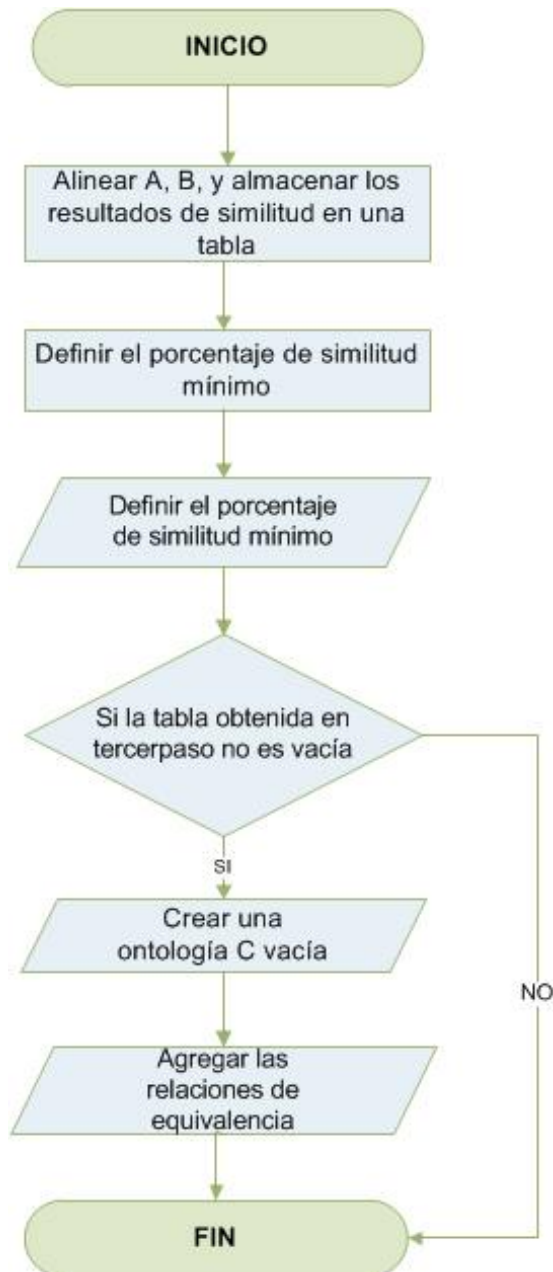 INICIO
Alinear A, B, y almacenar los
resultados de similitud en una
tabla
Definir el porcentaje de similitud
mínimo
Definir el porcentaje
de similitud mínimo
Si la tabla obtenida en
tercerpaso no es vacía
SI
Crear una
ontología C vacía
NO
Agregar las
relaciones de
equivalencia
FIN